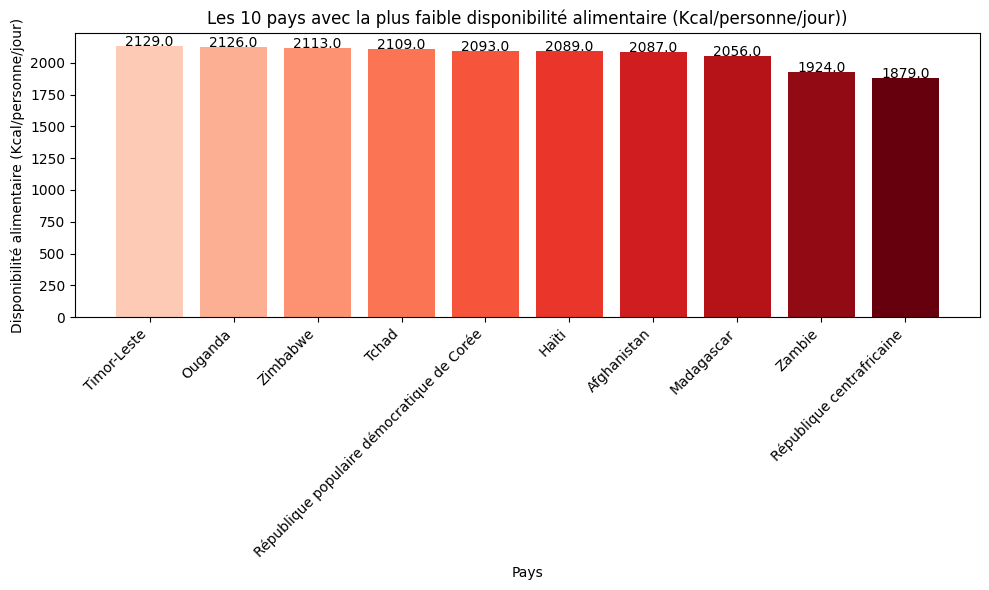 Les 10 pays avec la plus faible disponibilité alimentaire (Kcal/personne/jour))
Disponibilité alimentaire (Kcal/personne/jour)
2000
1750
1500
1250
1000
750
500
250
0
2129.0
2126.0
2113.0
2109.0
2093.0
2089.0
2087.0
2056.0
1924.0
1879.0
Timor-Leste
Ouganda
Zimbabwe
Tchad
République populaire démocratique de Corée
Haïti
Afghanistan
Madagascar
Zambie
République centrafricaine
Pays